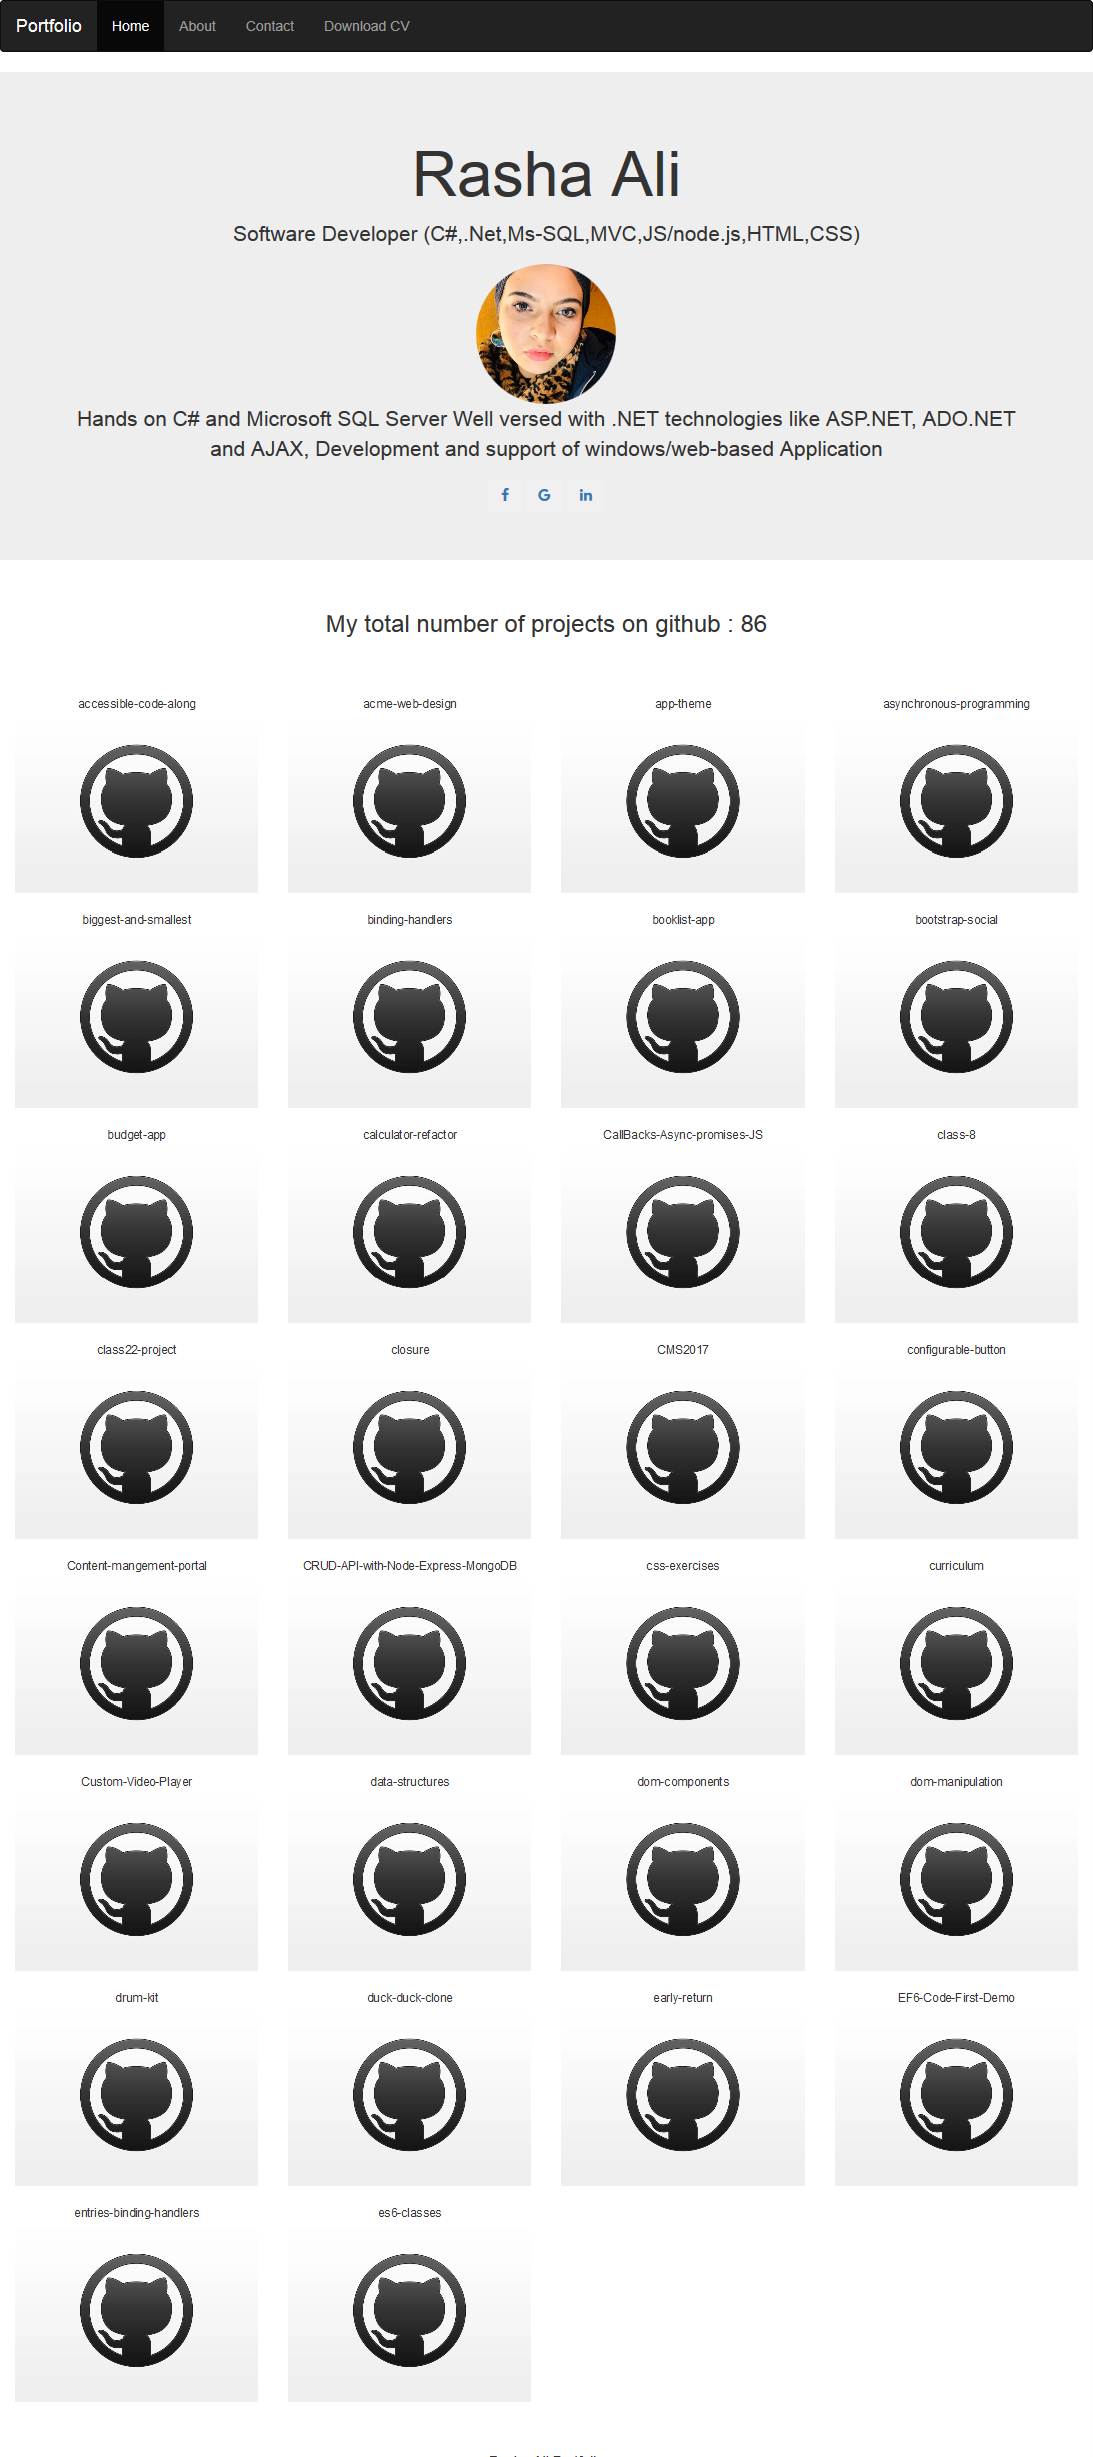 Portfolio Home About Contact Download CV
Rasha Ali
Software Developer (C#,.Net,Ms-SQL,MVC,JS/node.js,HTML,CSS)
Hands on C# and Microsoft SQL Server Well versed with .NET technologies like ASP.NET, ADO.NET
and AJAX, Development and support of windows/web-based Application
My total number of projects on github : 86
accessible-code-along acme-web-design app-theme asynchronous-programming
biggest-and-smallest binding-handlers booklist-app bootstrap-social
budget-app calculator-refactor CallBacks-Async-promises-JS class-8
class22-project closure CMS2017 configurable-button
Content-mangement-portal CRUD-API-with-Node-Express-MongoDB css-exercises curriculum
Custom-Video-Player data-structures dom-components dom-manipulation
drum-kit duck-duck-clone early-return EF6-Code-First-Demo
entries-binding-handlers es6-classes